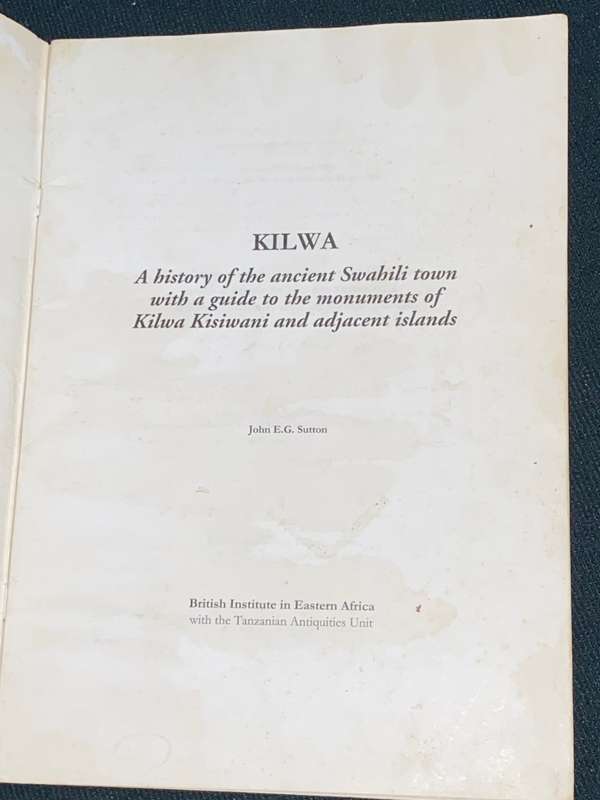 KILWA
A history of the ancient Swahili town
with a guide to the monuments of
Kilwa Kisiwani and adjacent islands
John E.G. Sutton
British Institute in Eastern Africa
with the Tanzanian Antiquities Unit